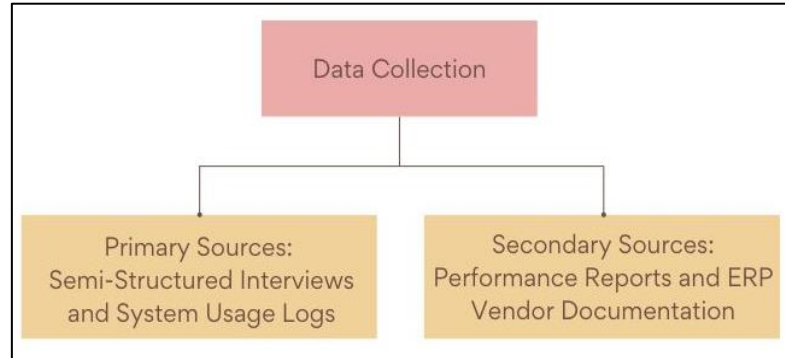 Data Collection
Primary Sources:
Semi-Structured Interviews
and System Usage Logs
Secondary Sources:
Performance Reports and ERP
Vendor Documentation